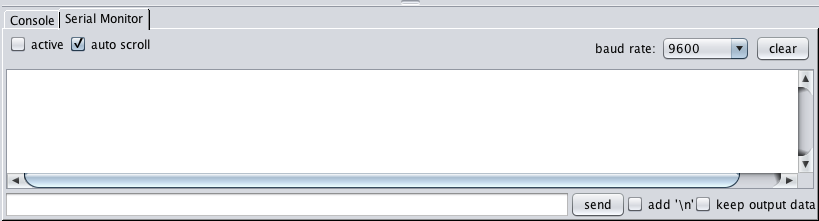 Console Serial Monitor
active auto scroll baud rate: 9600 clear
send add '\n' keep output data